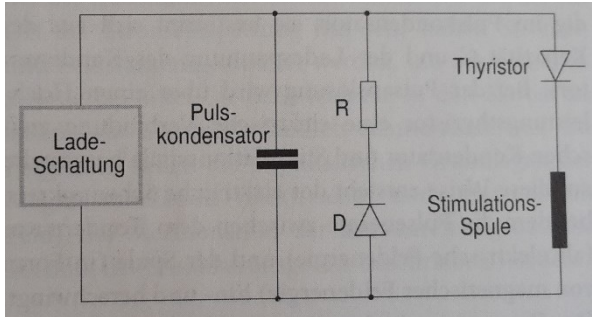 Lade-
Schaltung
Puls-
kondensator
R
D
Thyristor
Stimulations-
Spule